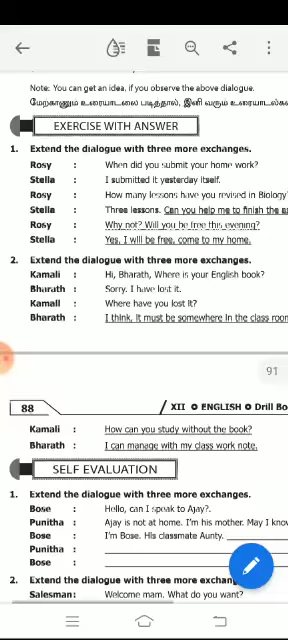 Note: You can get an idea, if you observe the above dialogue.
மேற்காணும் உரையாடலை படித்தால், இனி வரும்
EXERCISE WITH ANSWER
1. Extend the dialogue with three more exchanges.
Rosy : When did you submit your home work?
Stella : I submitted it yesterday itself.
Rosy : How many lessons have you revised in Biology?
Stella : Three lessons. Can you help me to finish the
Rosy : Why not? Will you be free this evening?
Stella : Yes, I will be free, come to my home.
2. Extend the dialogue with three more exchanges.
Kamali : Hi, Bharath, Where is your English book?
Bharath : Sorry. I have lost it.
Kamali : Where have you lost it?
Bharath : I think, it must be somewhere in the class
91
88
XII ✪ ENGLISH ✪ Drill
Kamali : How can you study without the book?
Bharath : I can manage with my class work note.
SELF EVALUATION
1. Extend the dialogue with three more exchanges.
Bose : Hello, can I speak to Ajay?.
Punitha : Ajay is not at home. I'm his mother. May I
Bose : I'm Bose. His classmate Aunty.
Punitha :
Bose :
2. Extend the dialogue with three more
Salesman : Welcome mam. What do you want?